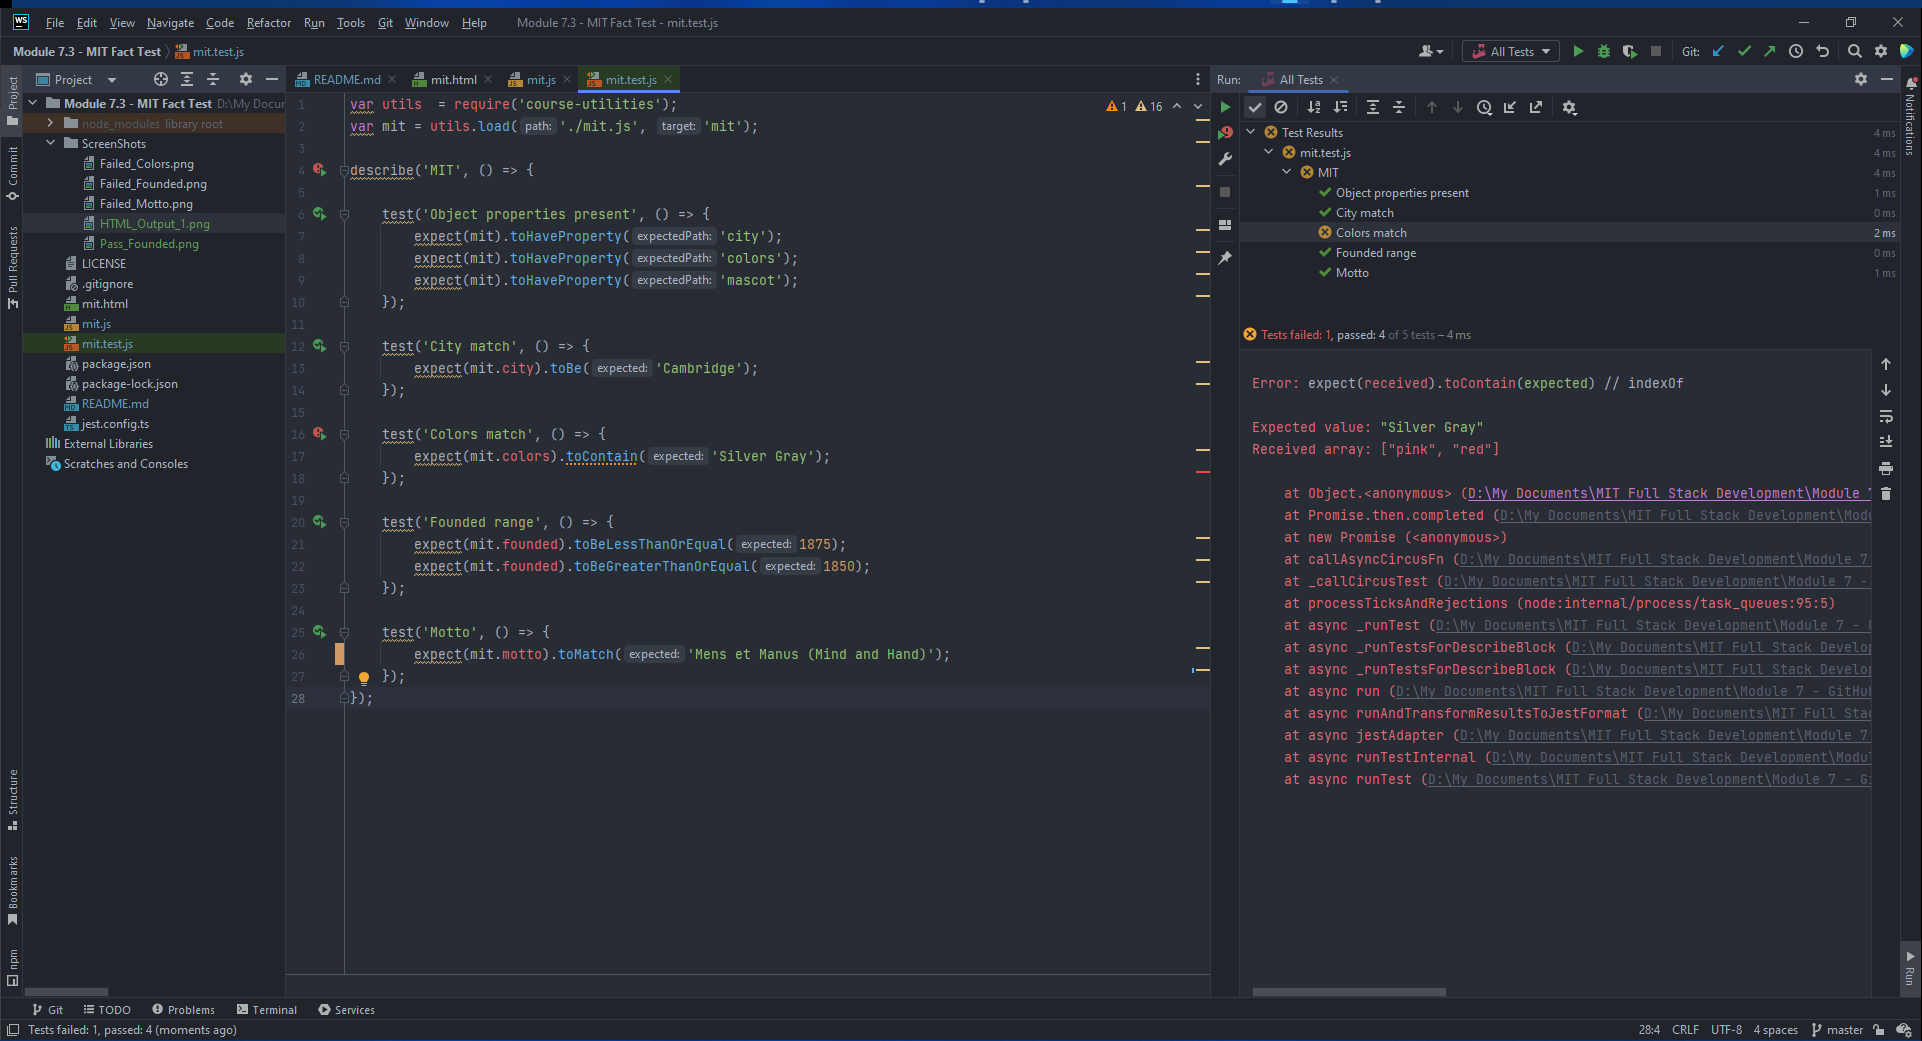 WS File Edit View Navigate Code Refactor Run Tools Git Window Help Module 7.3 - MIT Fact Test - mit.test.js
Module 7.3 - MIT Fact Test mit.test.js All Tests Git:
Project
Commit
Pull Requests
Structure
Bookmarks
npm
Project
Module 7.3 - MIT Fact Test D:\My Docur
node_modules library root
ScreenShots
Failed_Colors.png
Failed_Founded.png
Failed_Motto.png
HTML_Output_1.png
Pass_Founded.png
LICENSE
.gitignore
mit.html
mit.js
mit.test.js
package.json
package-lock.json
README.md
jest.config.ts
External Libraries
Scratches and Consoles
README.md mit.html mit.js mit.test.js
1 16
1 var utils = require('course-utilities');
2 var mit = utils.load( path: './mit.js', target: 'mit');
3
4 describe('MIT', () => {
5
6 test('Object properties present', () => {
7 expect(mit).toHaveProperty( expectedPath: 'city');
8 expect(mit).toHaveProperty( expectedPath: 'colors');
9 expect(mit).toHaveProperty( expectedPath: 'mascot');
10 });
11
12 test('City match', () => {
13 expect(mit.city).toBe( expected: 'Cambridge');
14 });
15
16 test('Colors match', () => {
17 expect(mit.colors).toContain( expected: 'Silver Gray');
18 });
19
20 test('Founded range', () => {
21 expect(mit.founded).toBeLessThanOrEqual( expected: 1875);
22 expect(mit.founded).toBeGreaterThanOrEqual( expected: 1850);
23 });
24
25 test('Motto', () => {
26 expect(mit.motto).toMatch( expected: 'Mens et Manus (Mind and Hand)');
27 });
28 });
Run: All Tests
Test Results 4 ms
mit.test.js 4 ms
MIT 4 ms
Object properties present 1 ms
City match 0 ms
Colors match 2 ms
Founded range 0 ms
Motto 1 ms
Tests failed: 1, passed: 4 of 5 tests – 4 ms
Error: expect(received).toContain(expected) // indexOf
Expected value: "Silver Gray"
Received array: ["pink", "red"]
at Object.<anonymous> (D:\My Documents\MIT Full Stack Development\Module 7
at Promise.then.completed (D:\My Documents\MIT Full Stack Development\Modu
at new Promise (<anonymous>)
at callAsyncCircusFn (D:\My Documents\MIT Full Stack Development\Module 7
at _callCircusTest (D:\My Documents\MIT Full Stack Development\Module 7 -
at processTicksAndRejections (node:internal/process/task_queues:95:5)
at async _runTest (D:\My Documents\MIT Full Stack Development\Module 7 - G
at async _runTestsForDescribeBlock (D:\My Documents\MIT Full Stack Develop
at async _runTestsForDescribeBlock (D:\My Documents\MIT Full Stack Develop
at async run (D:\My Documents\MIT Full Stack Development\Module 7 - GitHub
at async runAndTransformResultsToJestFormat (D:\My Documents\MIT Full Stac
at async jestAdapter (D:\My Documents\MIT Full Stack Development\Module 7
at async runTestInternal (D:\My Documents\MIT Full Stack Development\Modul
at async runTest (D:\My Documents\MIT Full Stack Development\Module 7 - Gi
Notifications
Run
Git TODO Problems Terminal Services
Tests failed: 1, passed: 4 (moments ago) 28:4 CRLF UTF-8 4 spaces master